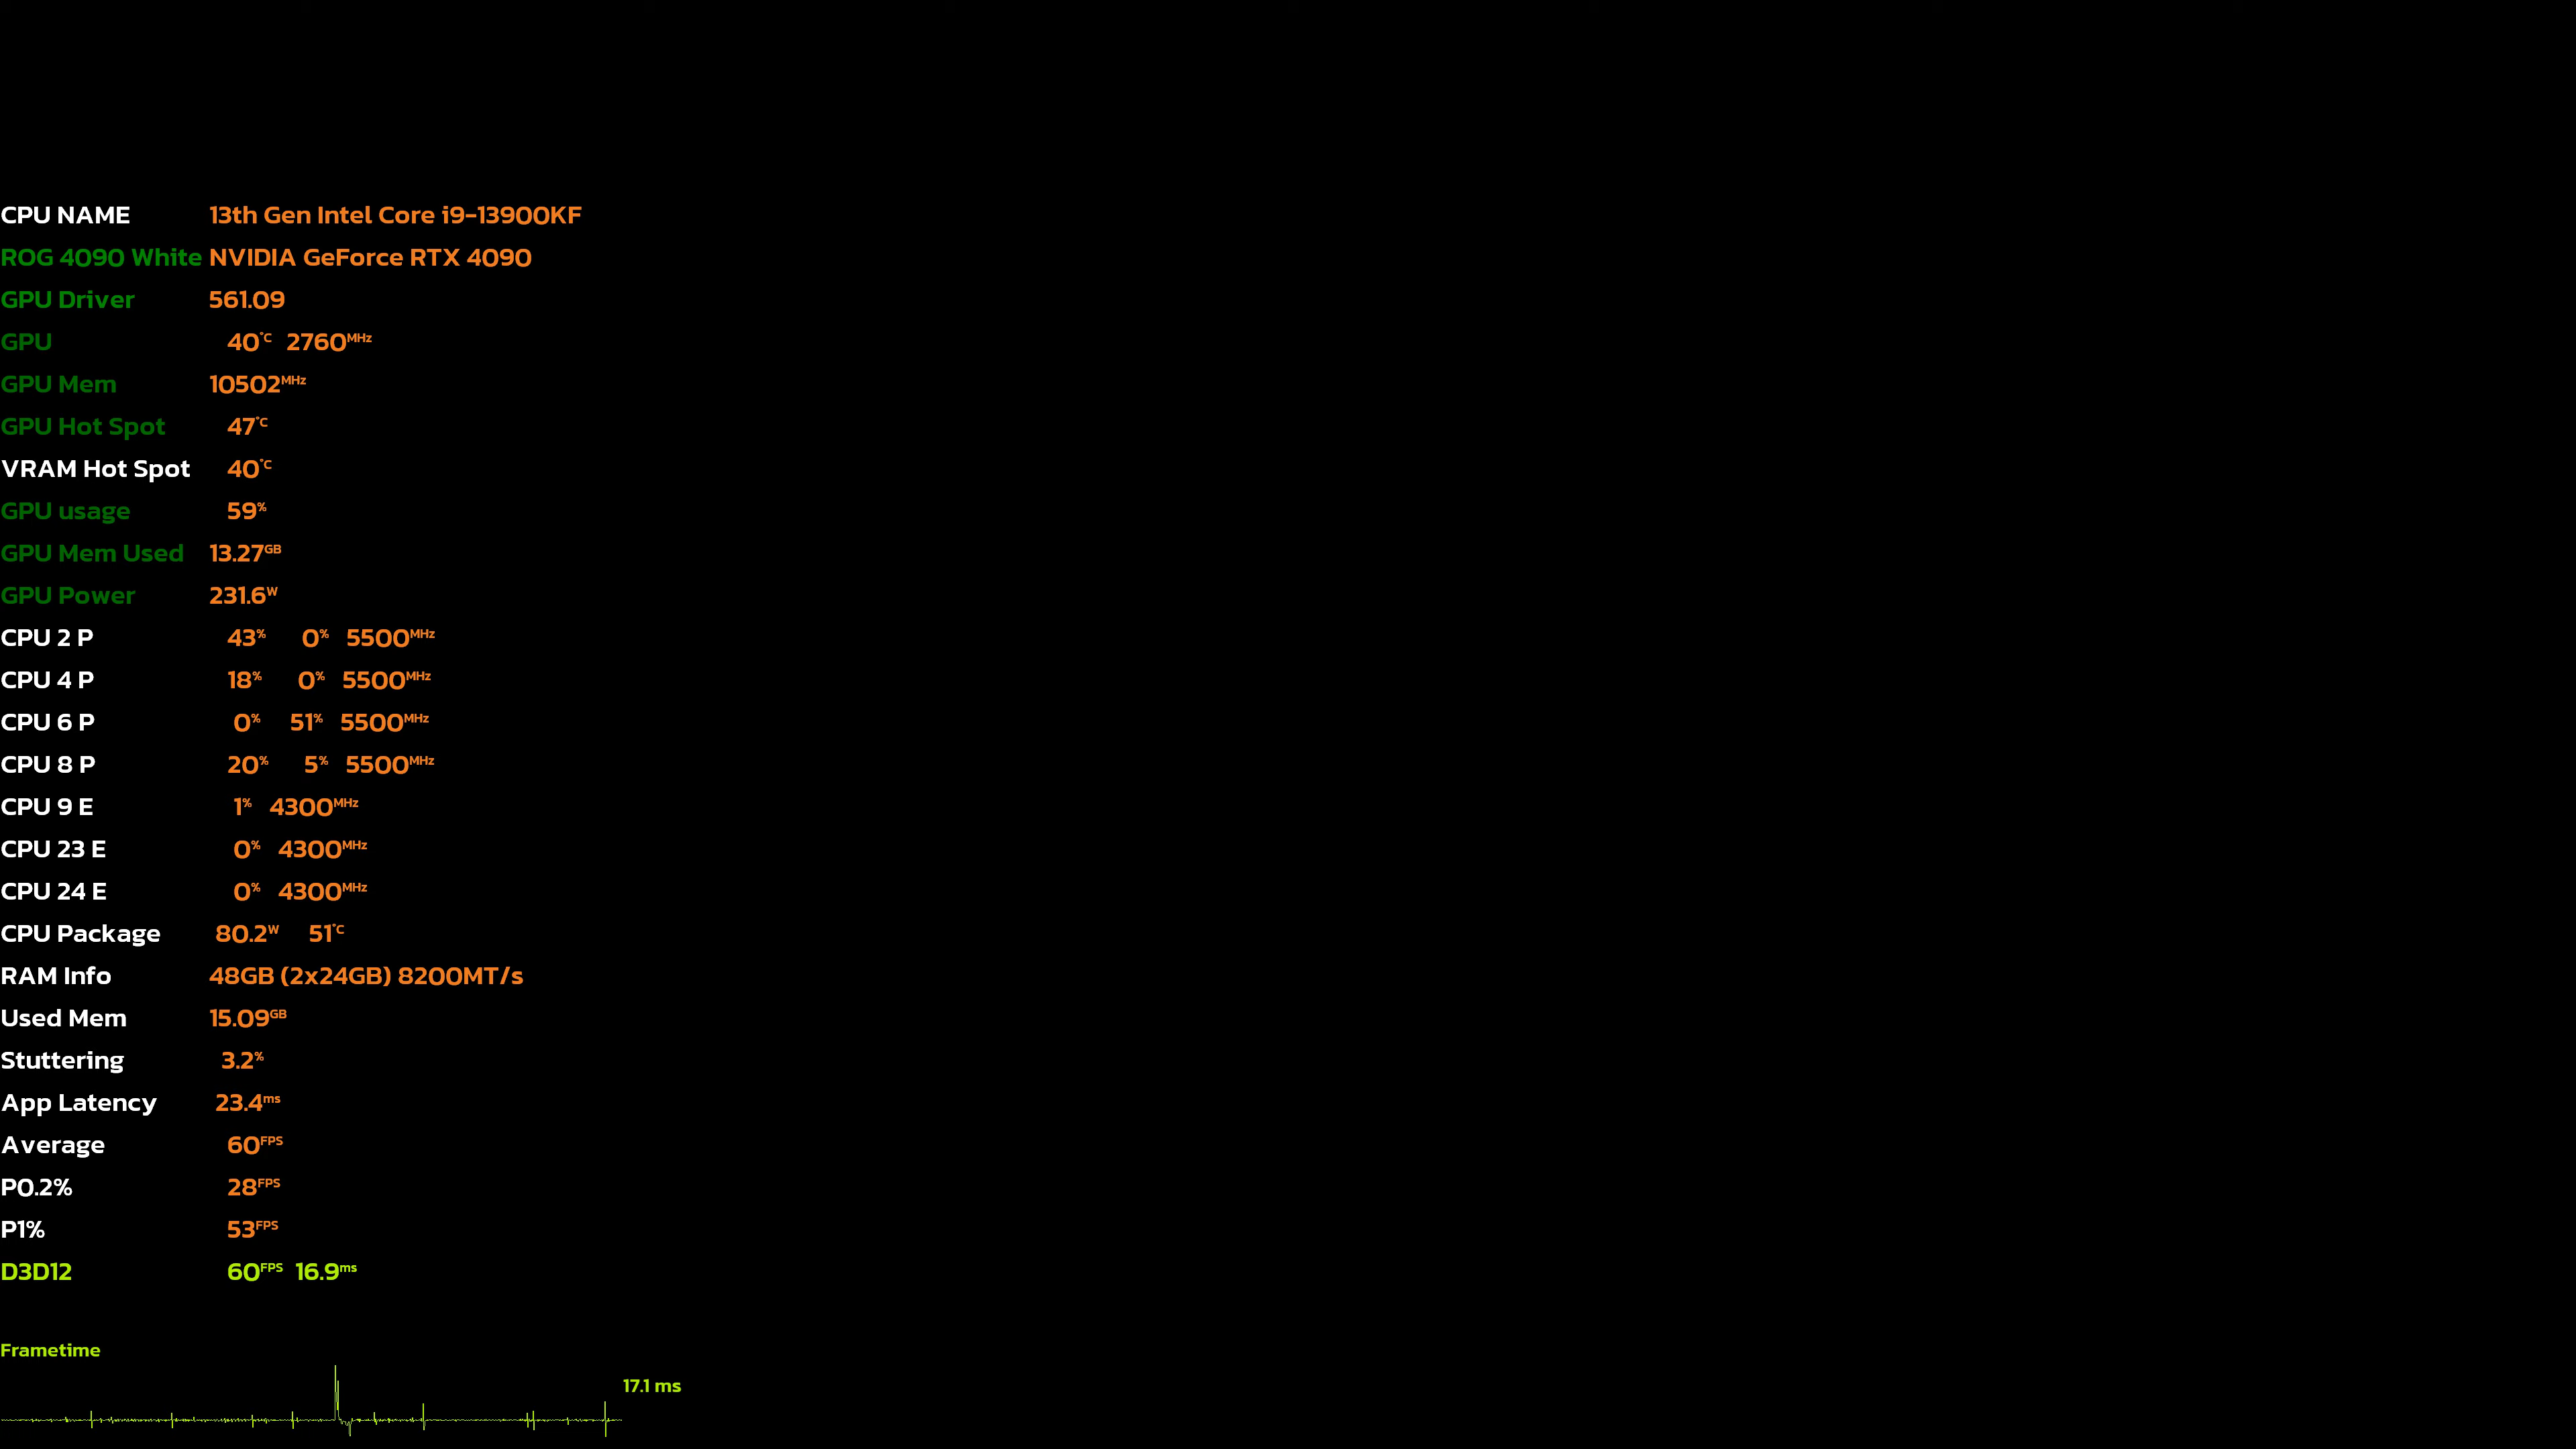 CPU NAME 13th Gen Intel Core i9-13900KF
ROG 4090 White NVIDIA GeForce RTX 4090
GPU Driver 561.09
GPU 40°C 2760MHz
GPU Mem 10502MHz
GPU Hot Spot 47°C
VRAM Hot Spot 40°C
GPU usage 59%
GPU Mem Used 13.27GB
GPU Power 231.6W
CPU 2 P 43% 0% 5500MHz
CPU 4 P 18% 0% 5500MHz
CPU 6 P 0% 51% 5500MHz
CPU 8 P 20% 5% 5500MHz
CPU 9 E 1% 4300MHz
CPU 23 E 0% 4300MHz
CPU 24 E 0% 4300MHz
CPU Package 80.2W 51°C
RAM Info 48GB (2x24GB) 8200MT/s
Used Mem 15.09GB
Stuttering 3.2%
App Latency 23.4ms
Average 60FPS
P0.2% 28FPS
P1% 53FPS
D3D12 60FPS 16.9ms
Frametime
17.1 ms